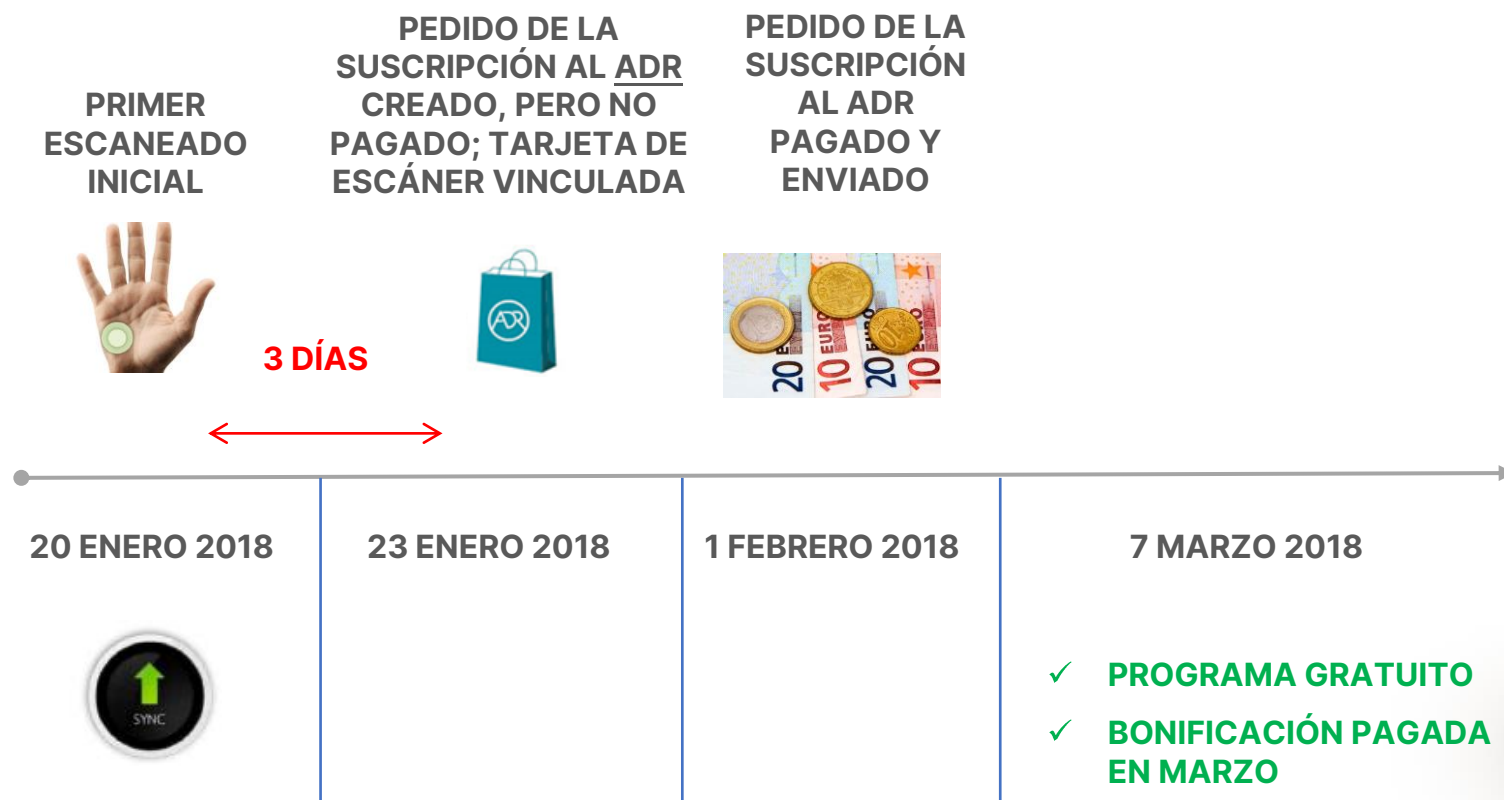 PRIMER
ESCANEADO
INICIAL
PEDIDO DE LA
SUSCRIPCIÓN AL ADR
CREADO, PERO NO
PAGADO; TARJETA DE
ESCÁNER VINCULADA
PEDIDO DE LA
SUSCRIPCIÓN
AL ADR
PAGADO Y
ENVIADO
ADR
3 DÍAS
20 EURO
10 EURO
20
10 EURO
20 ENERO 2018
23 ENERO 2018
1 FEBRERO 2018
7 MARZO 2018
SYNC
✓ PROGRAMA GRATUITO
✓ BONIFICACIÓN PAGADA
EN MARZO